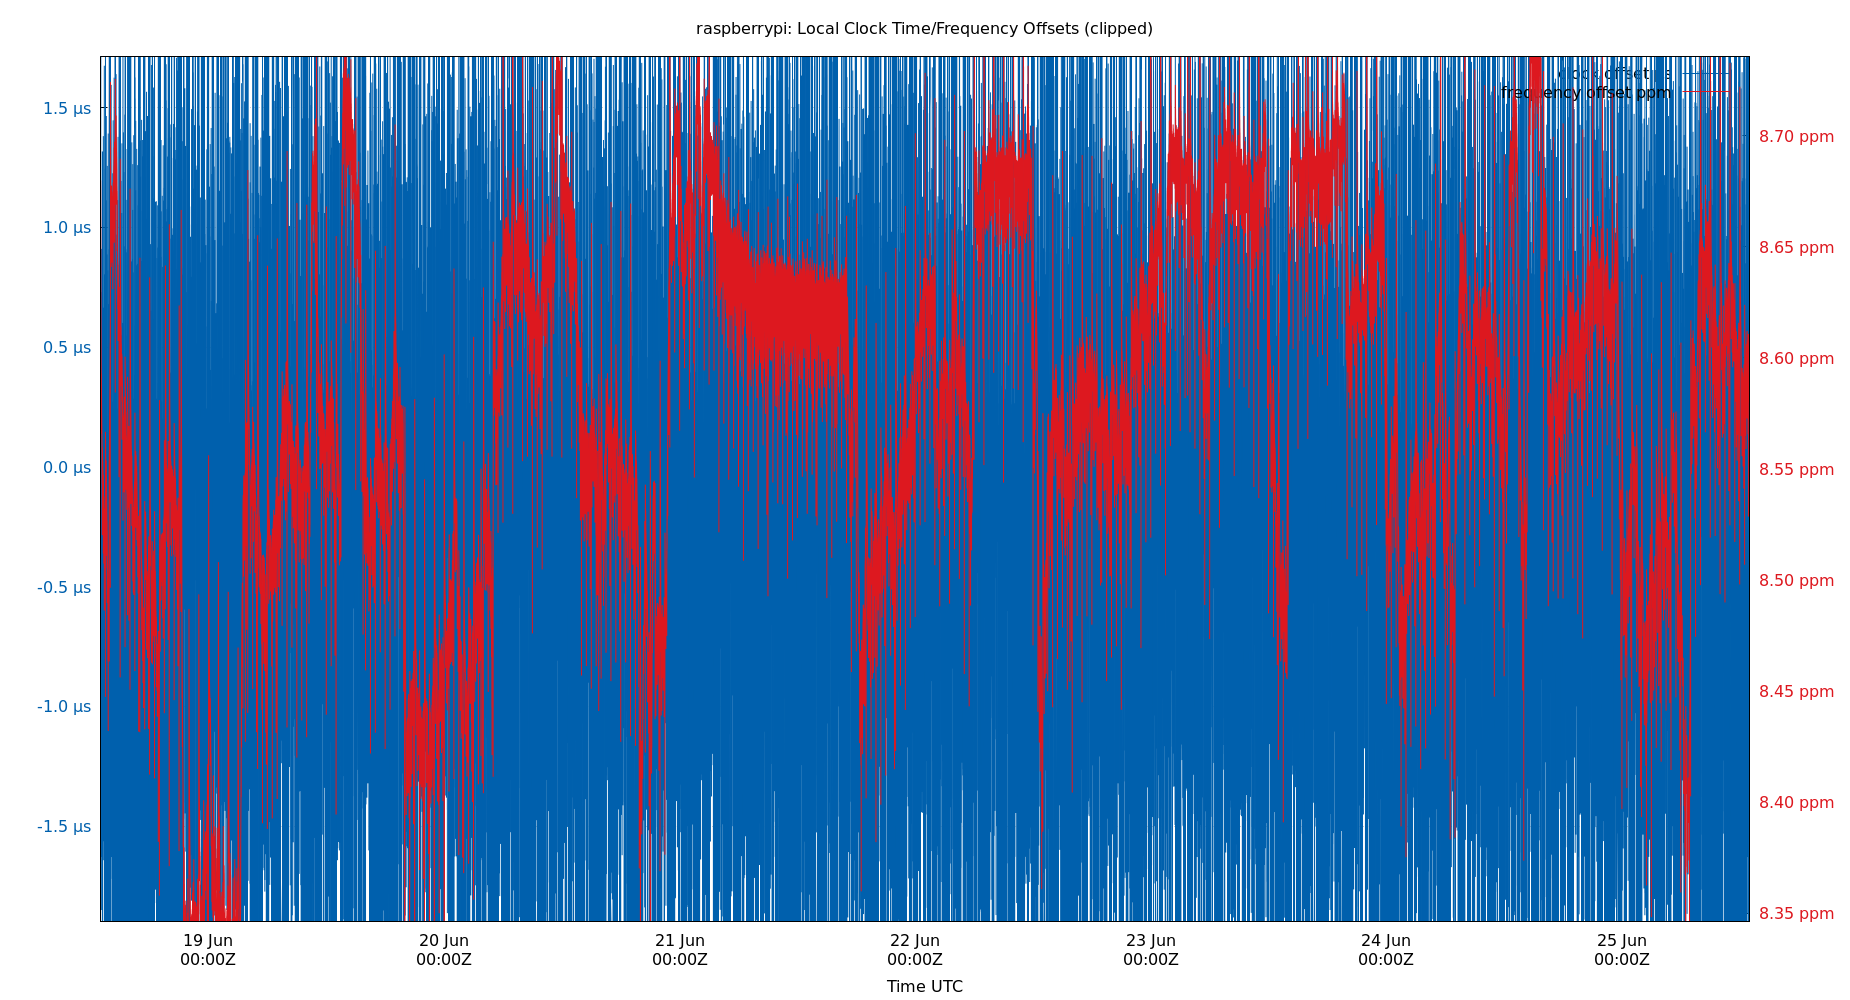 raspberrypi: Local Clock Time/Frequency Offsets (clipped)
clock offset µs
frequency offset ppm
1.5 µs
1.0 µs
0.5 µs
0.0 µs
-0.5 µs
-1.0 µs
-1.5 µs
8.70 ppm
8.65 ppm
8.60 ppm
8.55 ppm
8.50 ppm
8.45 ppm
8.40 ppm
8.35 ppm
19 Jun 20 Jun 21 Jun 22 Jun 23 Jun 24 Jun 25 Jun
00:00Z 00:00Z 00:00Z 00:00Z 00:00Z 00:00Z 00:00Z
Time UTC